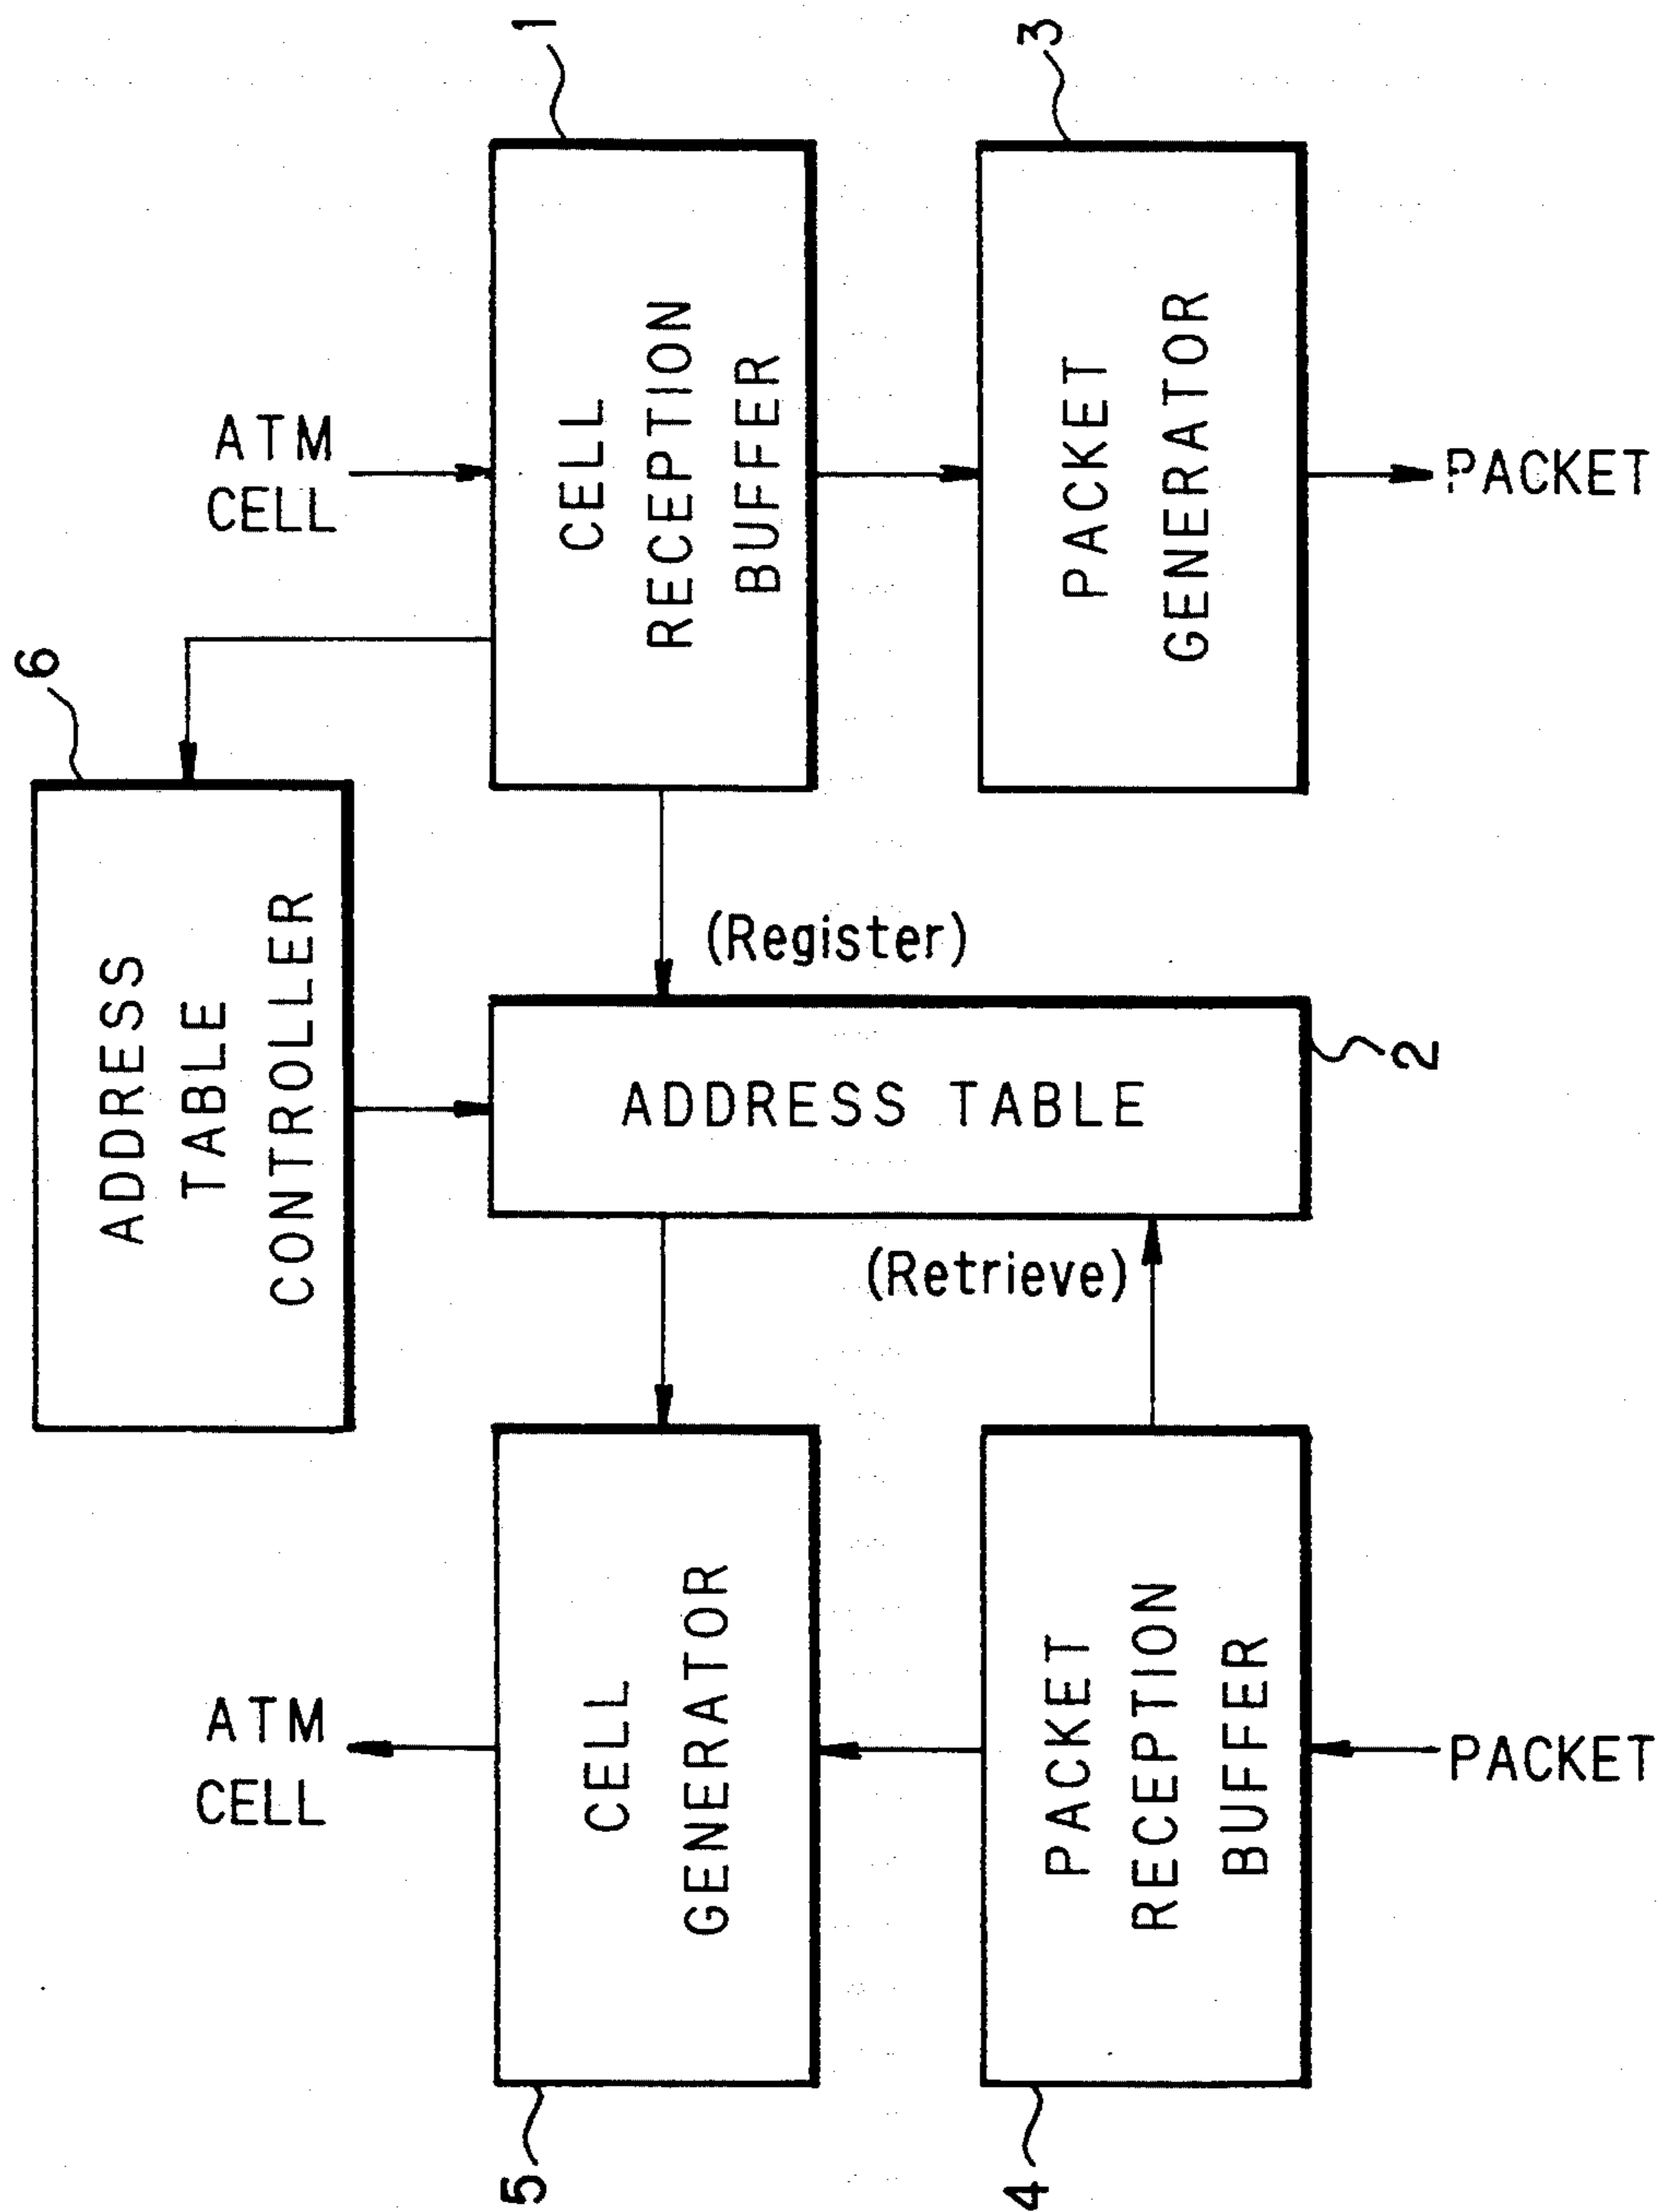 1
3
6
ATM
CELL
CELL
RECEPTION
BUFFER
PACKET
GENERATOR
PACKET
ADDRESS
TABLE
CONTROLLER
(Register)
ADDRESS TABLE
2
(Retrieve)
ATM
CELL
CELL
GENERATOR
PACKET
RECEPTION
BUFFER
PACKET
5
4